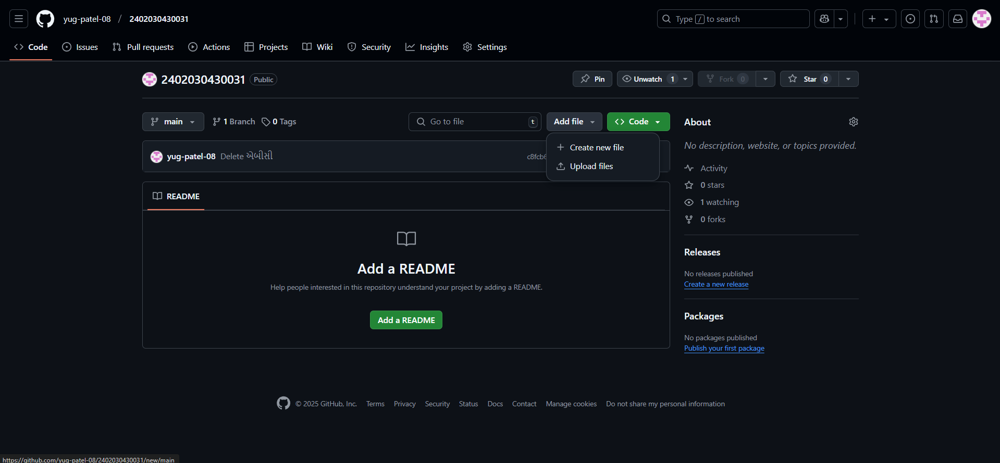 yug-patel-08 / 2402030430031
Type / to search
Code Issues Pull requests Actions Projects Wiki Security Insights Settings
2402030430031 Public
Pin Unwatch 1 Fork 0 Star 0
main 1 Branch 0 Tags Go to file t Add file Code
Create new file
Upload files
yug-patel-08 Delete એબીસી c8fcb6
README
Add a README
Help people interested in this repository understand your project by adding a README.
Add a README
About
No description, website, or topics provided.
Activity
0 stars
1 watching
0 forks
Releases
No releases published
Create a new release
Packages
No packages published
Publish your first package
© 2025 GitHub, Inc. Terms Privacy Security Status Docs Contact Manage cookies Do not share my personal information
https://github.com/yug-patel-08/2402030430031/new/main